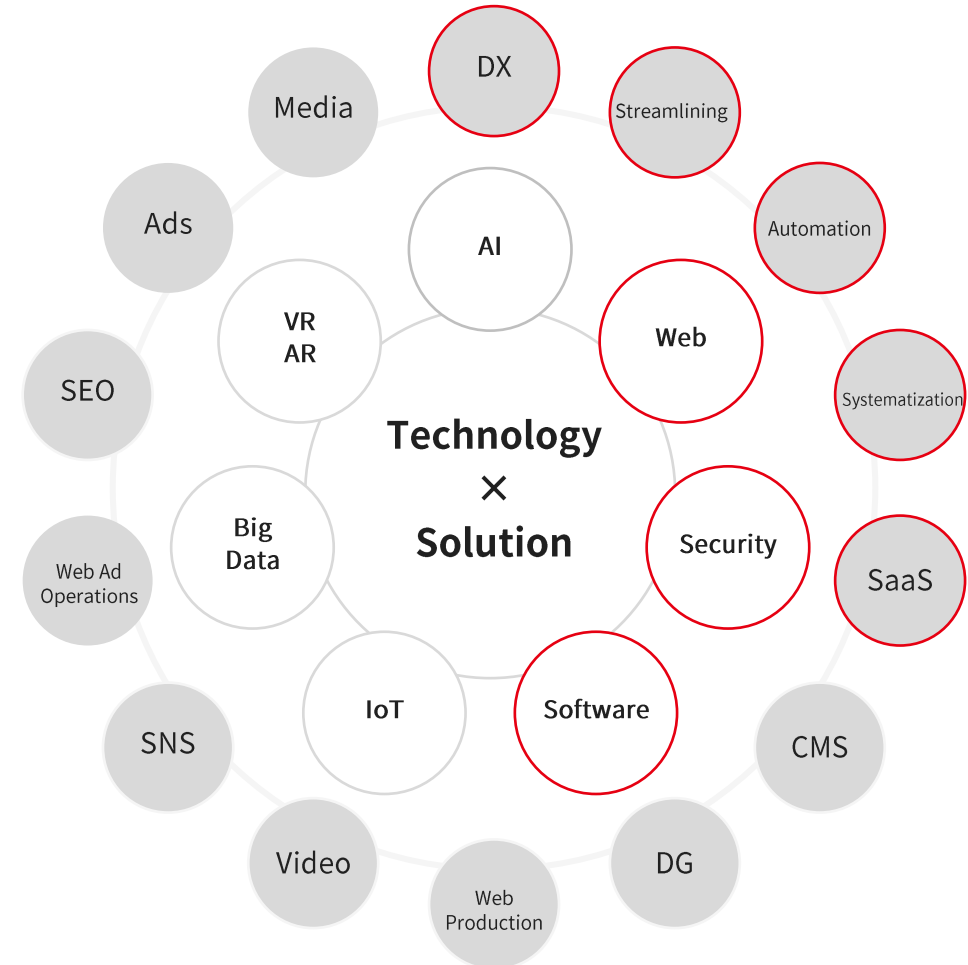 DX
Media
Streamlining
Ads
Automation
AI
VR
AR
Web
SEO
Systematization
Technology
×
Solution
Big
Data
Security
Web Ad
Operations
SaaS
IoT
Software
SNS
CMS
Video
DG
Web
Production